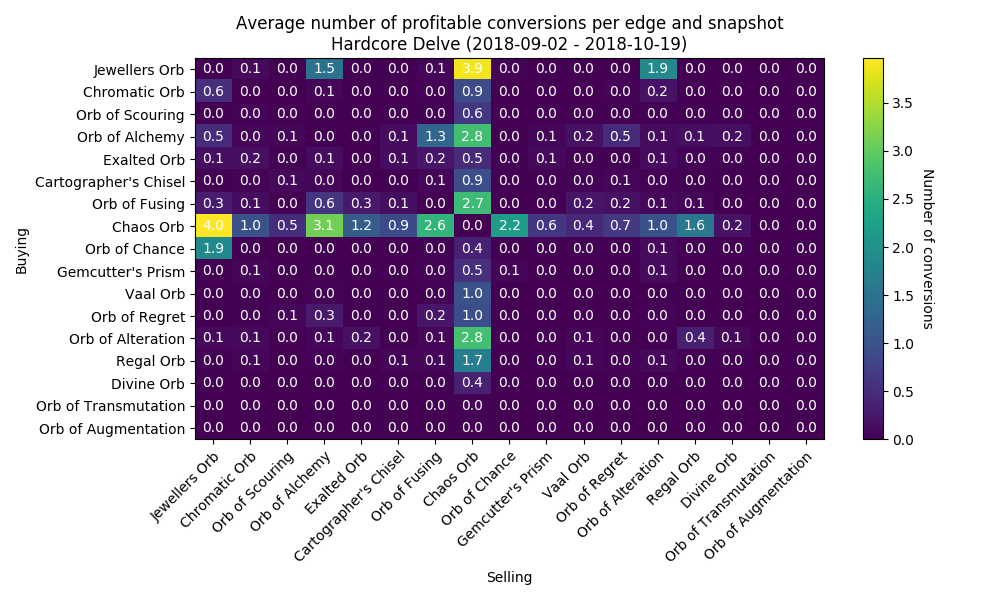 Average number of profitable conversions per edge and snapshot
Hardcore Delve (2018-09-02 - 2018-10-19)
Buying
Jewellers Orb 0.0 0.1 0.0 1.5 0.0 0.0 0.1 3.9 0.0 0.0 0.0 0.0 1.9 0.0 0.0 0.0 0.0
Chromatic Orb 0.6 0.0 0.0 0.1 0.0 0.0 0.0 0.9 0.0 0.0 0.0 0.0 0.2 0.0 0.0 0.0 0.0
Orb of Scouring 0.0 0.0 0.0 0.0 0.0 0.0 0.0 0.6 0.0 0.0 0.0 0.0 0.0 0.0 0.0 0.0 0.0
Orb of Alchemy 0.5 0.0 0.1 0.0 0.0 0.1 1.3 2.8 0.0 0.1 0.2 0.5 0.1 0.1 0.2 0.0 0.0
Exalted Orb 0.1 0.2 0.0 0.1 0.0 0.1 0.2 0.5 0.0 0.1 0.0 0.0 0.1 0.0 0.0 0.0 0.0
Cartographer's Chisel 0.0 0.0 0.1 0.0 0.0 0.0 0.1 0.9 0.0 0.0 0.0 0.1 0.0 0.0 0.0 0.0 0.0
Orb of Fusing 0.3 0.1 0.0 0.6 0.3 0.1 0.0 2.7 0.0 0.0 0.2 0.2 0.1 0.1 0.0 0.0 0.0
Chaos Orb 4.0 1.0 0.5 3.1 1.2 0.9 2.6 0.0 2.2 0.6 0.4 0.7 1.0 1.6 0.2 0.0 0.0
Orb of Chance 1.9 0.0 0.0 0.0 0.0 0.0 0.0 0.4 0.0 0.0 0.0 0.0 0.1 0.0 0.0 0.0 0.0
Gemcutter's Prism 0.0 0.1 0.0 0.0 0.0 0.0 0.0 0.5 0.1 0.0 0.0 0.0 0.1 0.0 0.0 0.0 0.0
Vaal Orb 0.0 0.0 0.0 0.0 0.0 0.0 0.0 1.0 0.0 0.0 0.0 0.0 0.0 0.0 0.0 0.0 0.0
Orb of Regret 0.0 0.0 0.1 0.3 0.0 0.0 0.2 1.0 0.0 0.0 0.0 0.0 0.0 0.0 0.0 0.0 0.0
Orb of Alteration 0.1 0.1 0.0 0.1 0.2 0.0 0.1 2.8 0.0 0.0 0.1 0.0 0.0 0.4 0.1 0.0 0.0
Regal Orb 0.0 0.1 0.0 0.0 0.0 0.1 0.1 1.7 0.0 0.0 0.1 0.0 0.1 0.0 0.0 0.0 0.0
Divine Orb 0.0 0.0 0.0 0.0 0.0 0.0 0.0 0.4 0.0 0.0 0.0 0.0 0.0 0.0 0.0 0.0 0.0
Orb of Transmutation 0.0 0.0 0.0 0.0 0.0 0.0 0.0 0.0 0.0 0.0 0.0 0.0 0.0 0.0 0.0 0.0 0.0
Orb of Augmentation 0.0 0.0 0.0 0.0 0.0 0.0 0.0 0.0 0.0 0.0 0.0 0.0 0.0 0.0 0.0 0.0 0.0
Jewellers Orb
Chromatic Orb
Orb of Scouring
Orb of Alchemy
Exalted Orb
Cartographer's Chisel
Orb of Fusing
Chaos Orb
Orb of Chance
Gemcutter's Prism
Vaal Orb
Orb of Regret
Orb of Alteration
Regal Orb
Divine Orb
Orb of Transmutation
Orb of Augmentation
Selling
3.5
3.0
2.5
2.0
1.5
1.0
0.5
0.0
Number of conversions